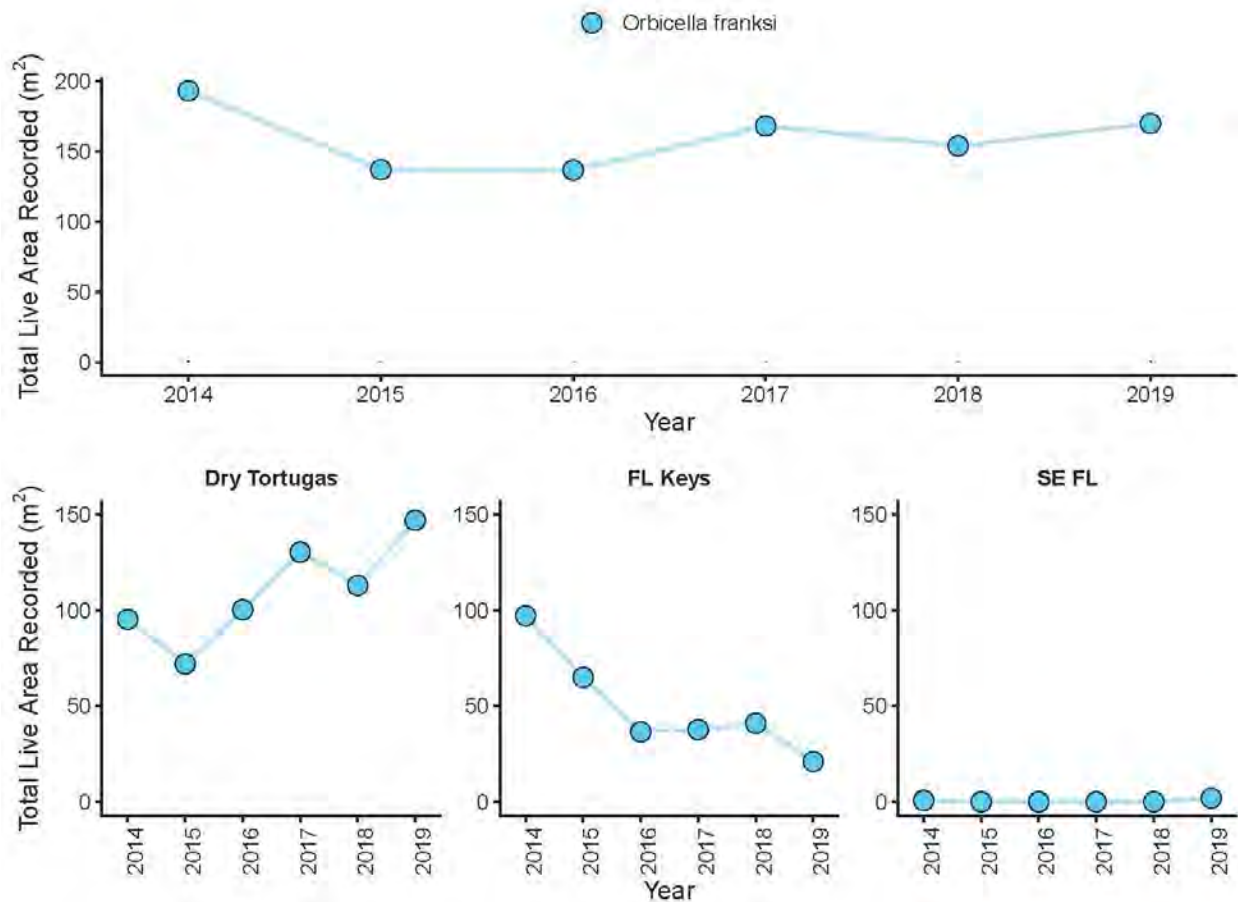 Orbicella franksi
Total Live Area Recorded (m²)
200
150
100
50
0
2014 2015 2016 2017 2018 2019
Year
Dry Tortugas FL Keys SE FL
Total Live Area Recorded (m²)
150 150 150
100 100 100
50 50 50
0 0 0
2014 2015 2016 2017 2018 2019 2014 2015 2016 2017 2018 2019 2014 2015 2016 2017 2018 2019
Year